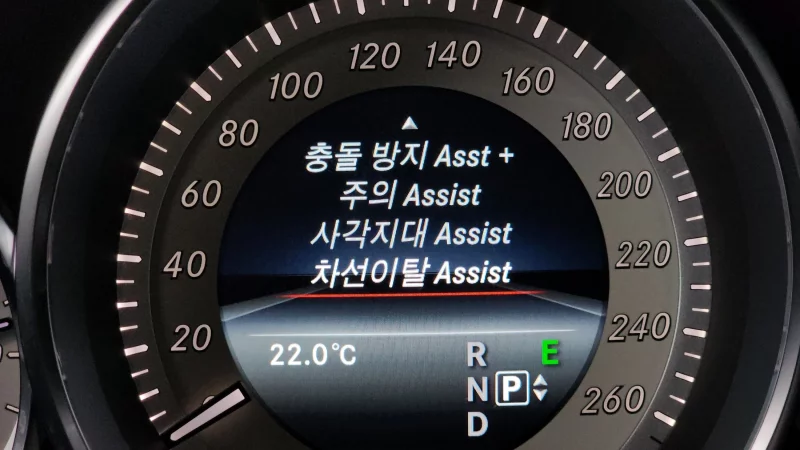 120 140
100 160
80 180
60 200
40 220
20 240
260
충돌 방지 Asst +
주의 Assist
사각지대 Assist
차선이탈 Assist
22.0°C
R E
N P
D